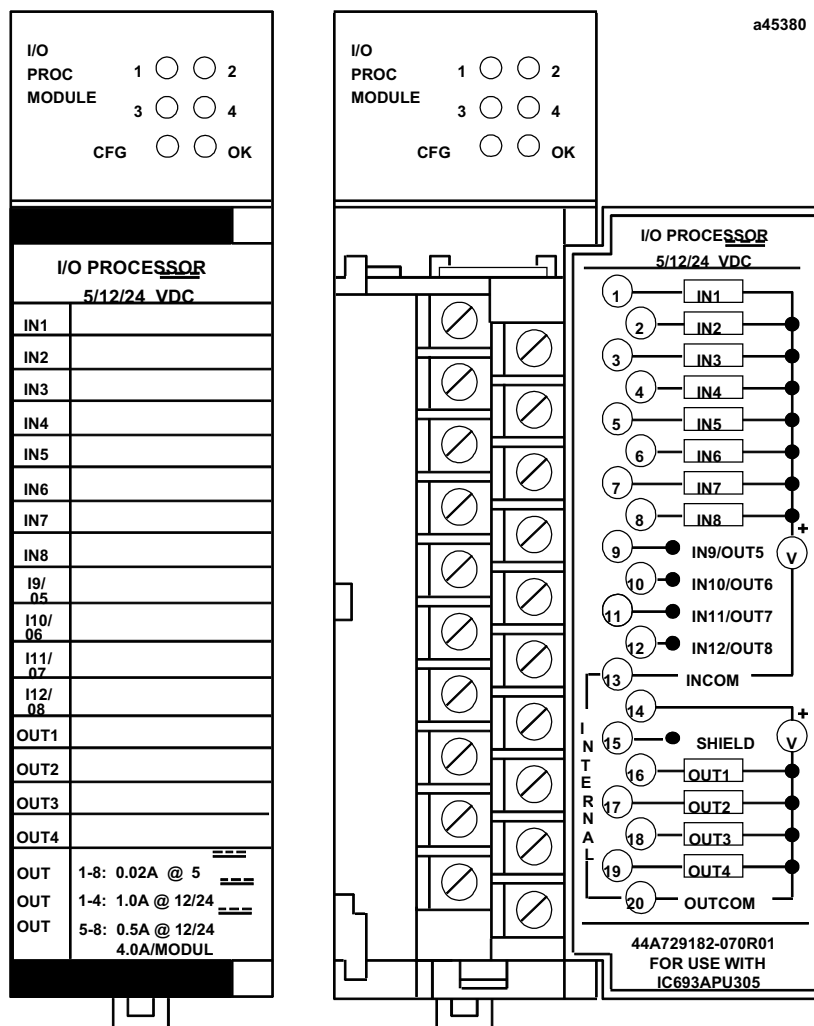 a45380
I/O
PROC
MODULE
1 2
3 4
CFG OK
I/O PROCESSOR
5/12/24 VDC
IN1
IN2
IN3
IN4
IN5
IN6
IN7
IN8
I9/
05
I10/
06
I11/
07
I12/
08
OUT1
OUT2
OUT3
OUT4
OUT 1-8: 0.02A @ 5
OUT 1-4: 1.0A @ 12/24
OUT 5-8: 0.5A @ 12/24
4.0A/MODUL
I/O
PROC
MODULE
1 2
3 4
CFG OK
I/O PROCESSOR
5/12/24 VDC
1 IN1
2 IN2
3 IN3
4 IN4
5 IN5
6 IN6
7 IN7
8 IN8
+
V
9 IN9/OUT5
10 IN10/OUT6
11 IN11/OUT7
12 IN12/OUT8
13 INCOM
14
+
V
15 SHIELD
16 OUT1
17 OUT2
18 OUT3
19 OUT4
20 OUTCOM
INTERNAL
44A729182-070R01
FOR USE WITH
IC693APU305